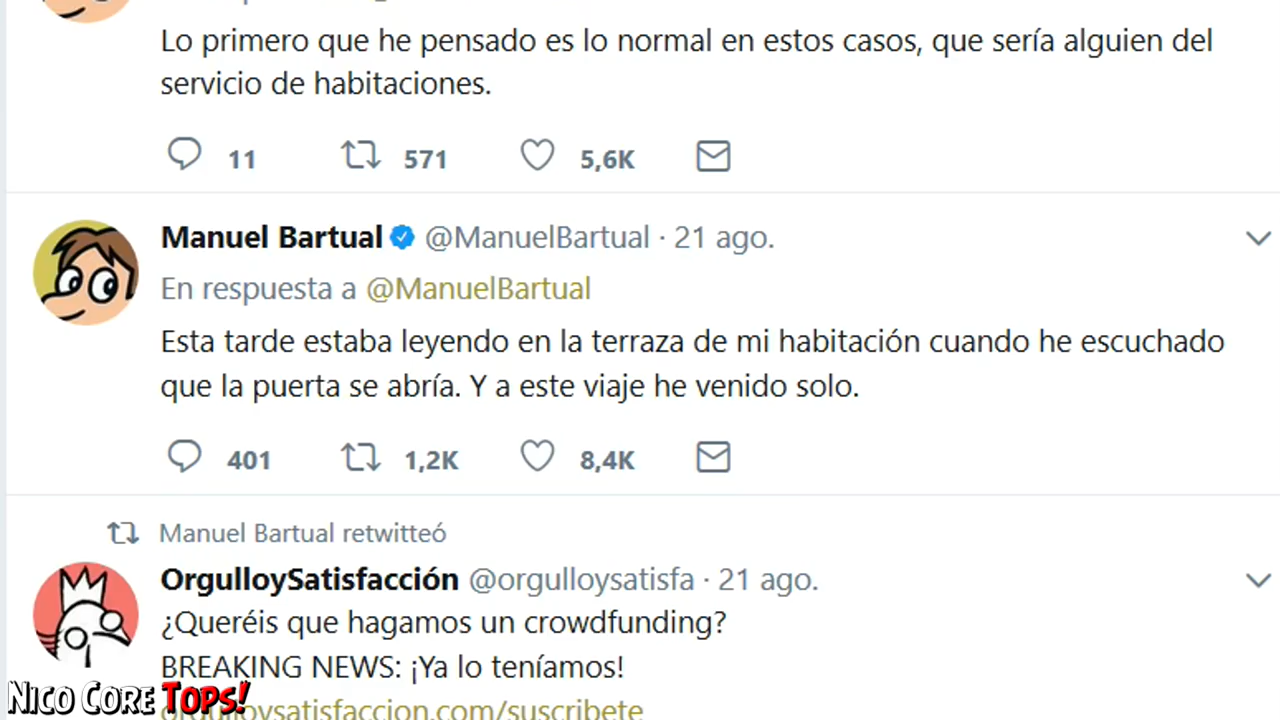 Lo primero que he pensado es lo normal en estos casos, que sería alguien del
servicio de habitaciones.
11 571 5,6K
Manuel Bartual @ManuelBartual · 21 ago.
En respuesta a @ManuelBartual
Esta tarde estaba leyendo en la terraza de mi habitación cuando he escuchado
que la puerta se abría. Y a este viaje he venido solo.
401 1,2K 8,4K
Manuel Bartual retwitteó
OrgulloySatisfacción @orgulloysatisfa · 21 ago.
¿Queréis que hagamos un crowdfunding?
BREAKING NEWS: ¡Ya lo teníamos!
orgulloysatisfaccion.com/suscribete
Nico Core Tops!